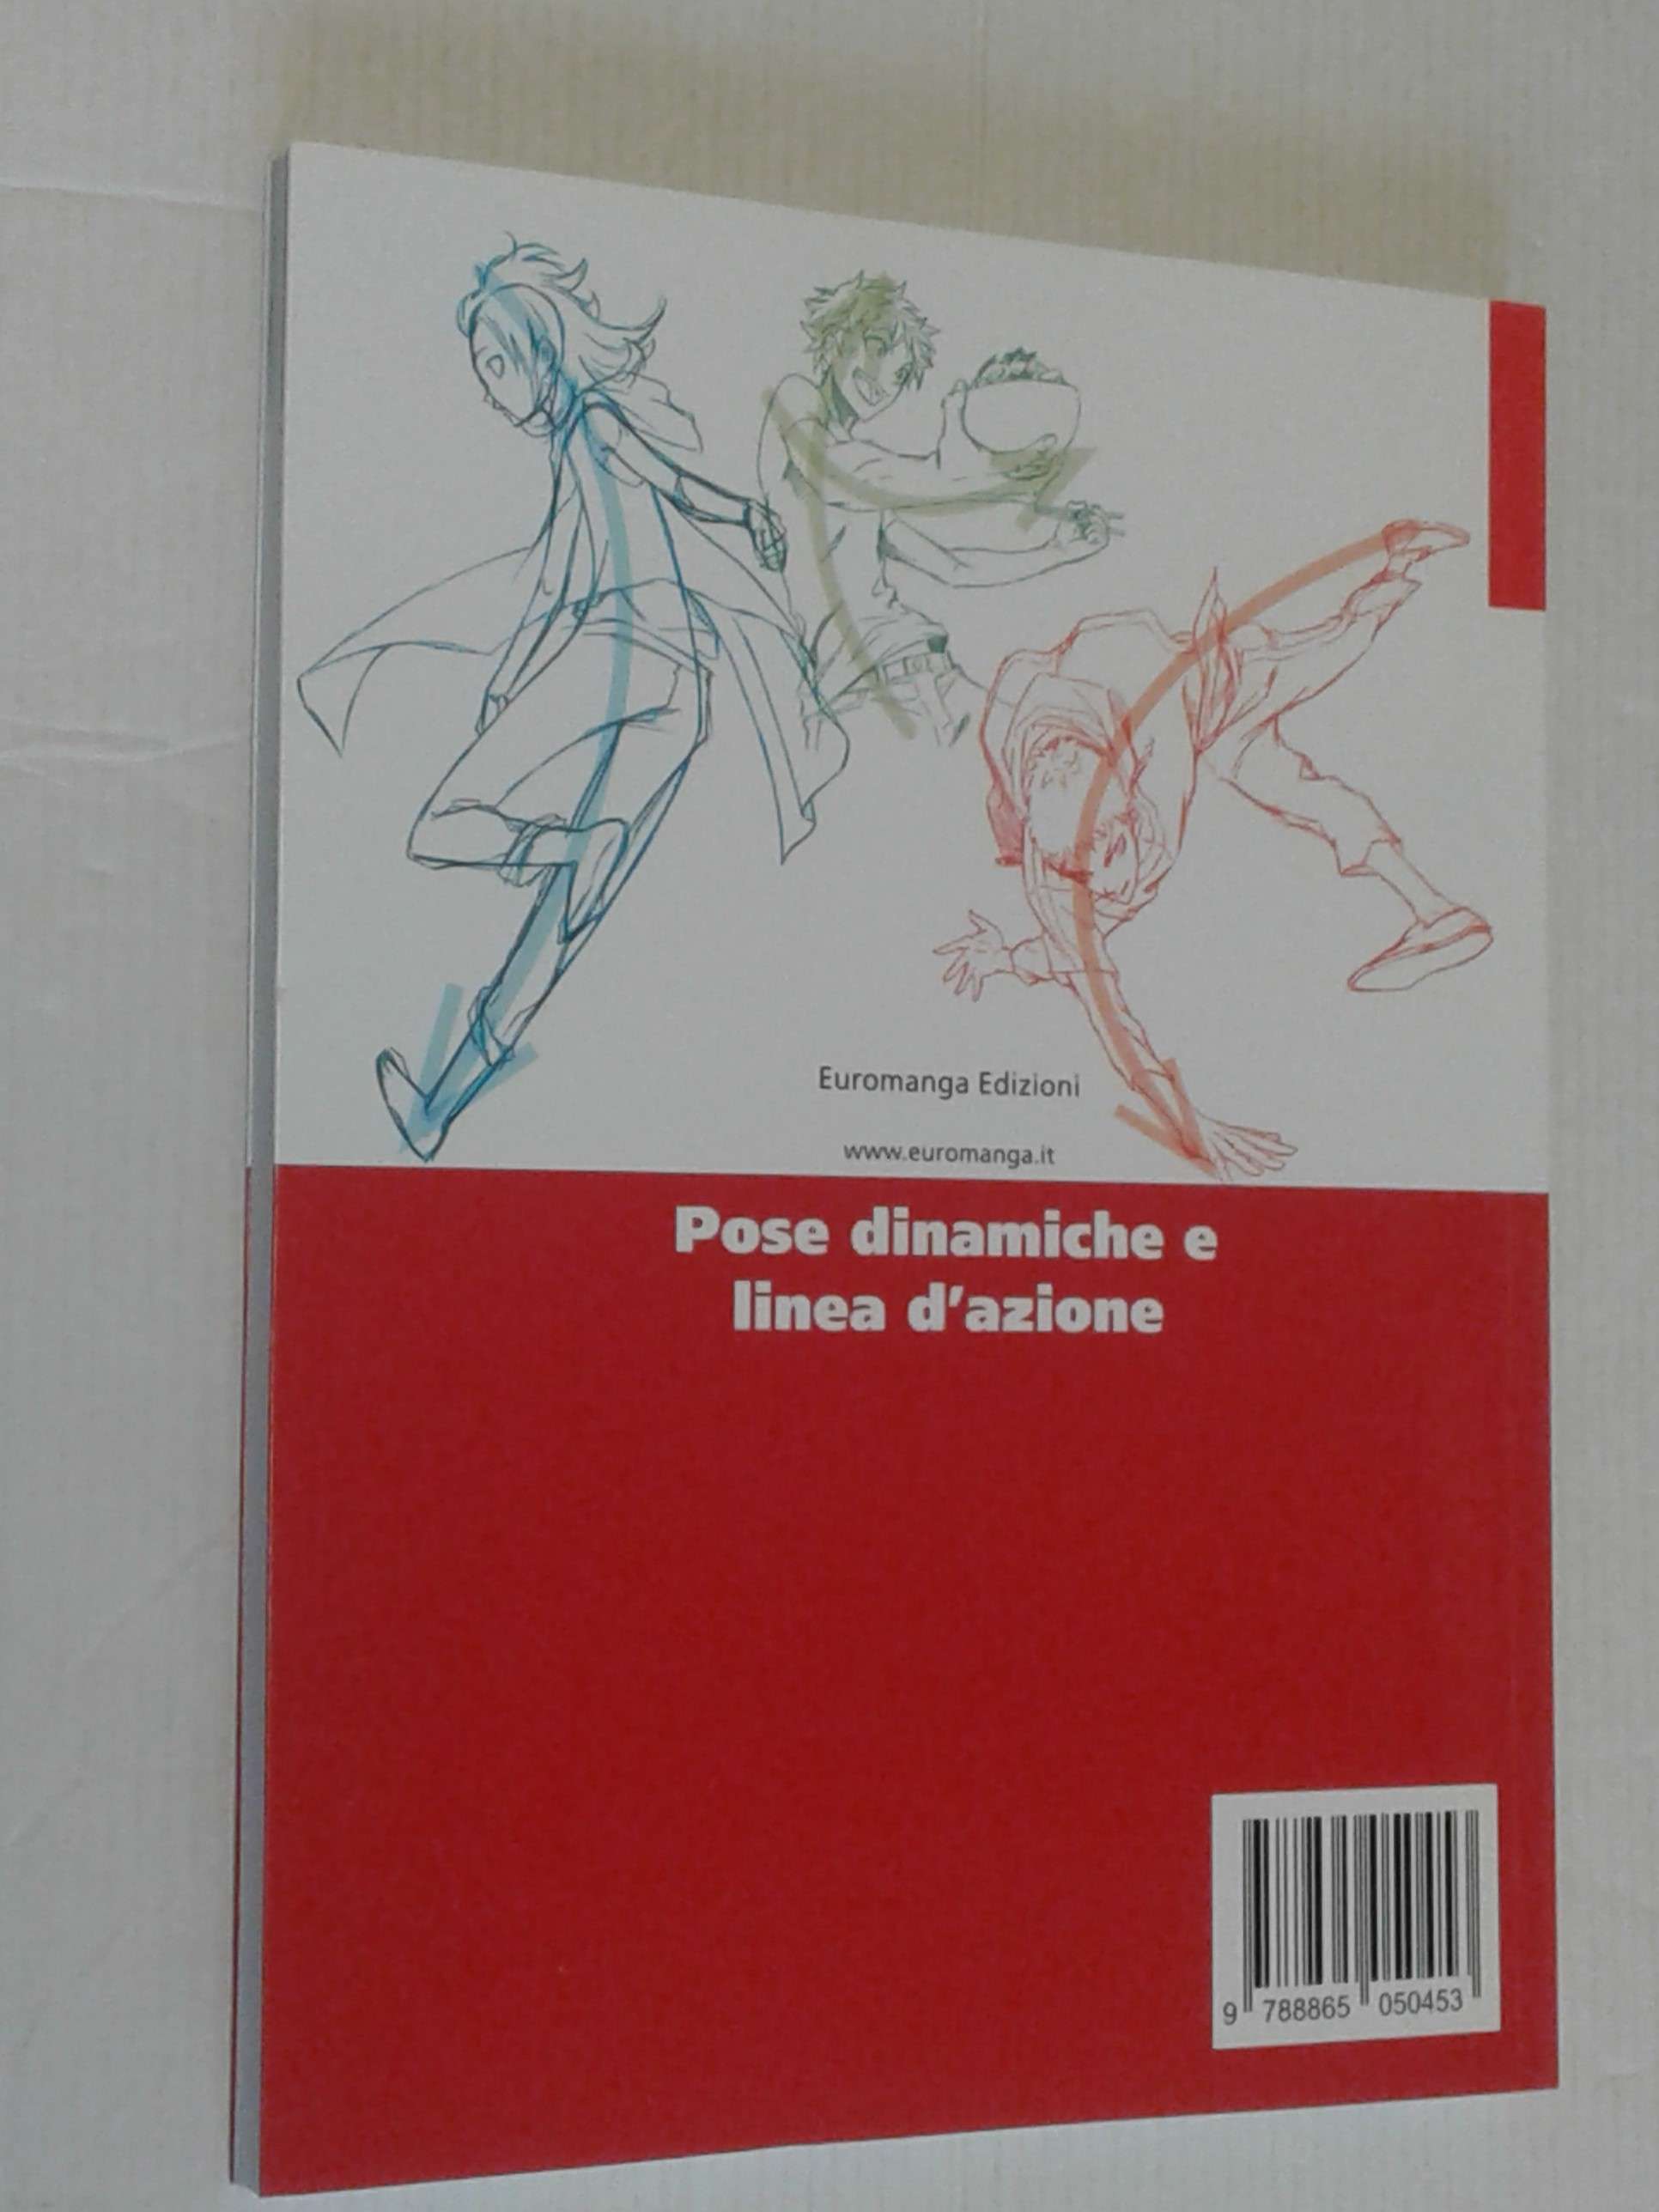 Euromanga Edizioni
www.euromanga.it
Pose dinamiche e
linea d'azione
9 788865 050453